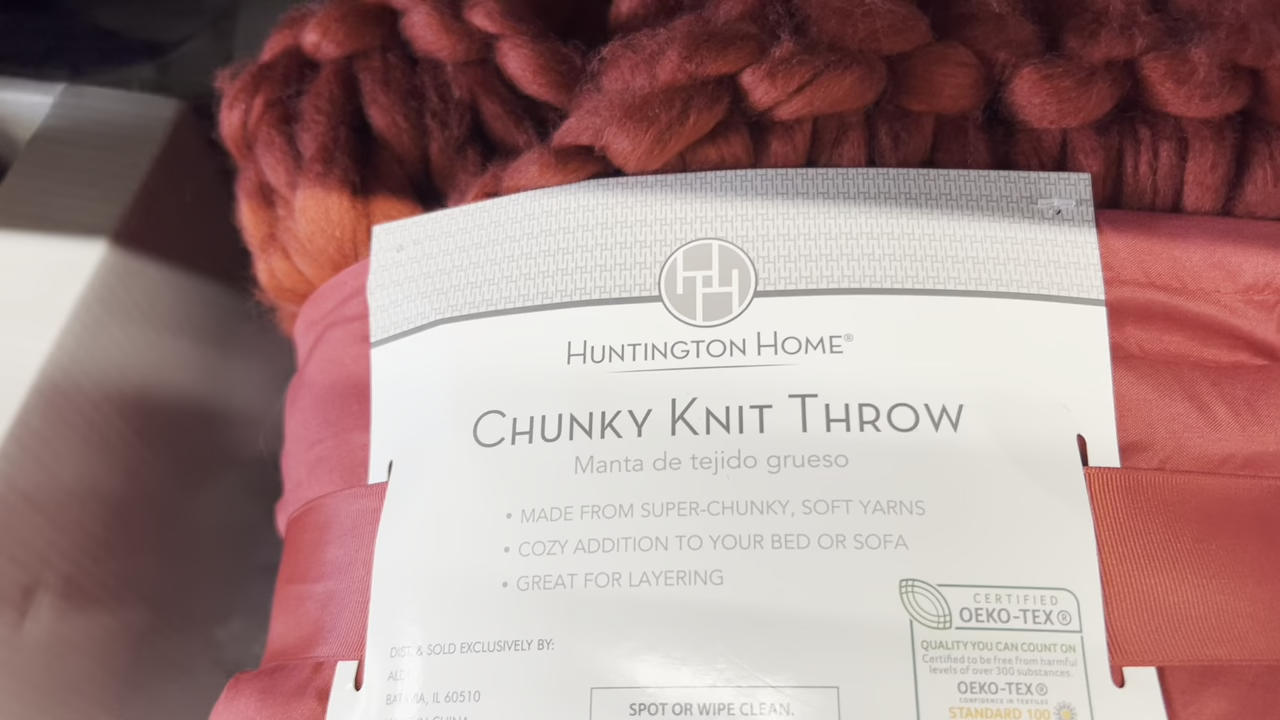 HUNTINGTON HOME®
CHUNKY KNIT THROW
Manta de tejido grueso
• MADE FROM SUPER-CHUNKY, SOFT YARNS
• COZY ADDITION TO YOUR BED OR SOFA
• GREAT FOR LAYERING
DIST. & SOLD EXCLUSIVELY BY:
IL 60510
SPOT OR WIPE CLEAN.
CERTIFIED
OEKO-TEX®
QUALITY YOU CAN COUNT ON
Certified to be free from harmful
levels of over 300 substances.
OEKO-TEX®
CONFIDENCE IN TEXTILES
STANDARD 100